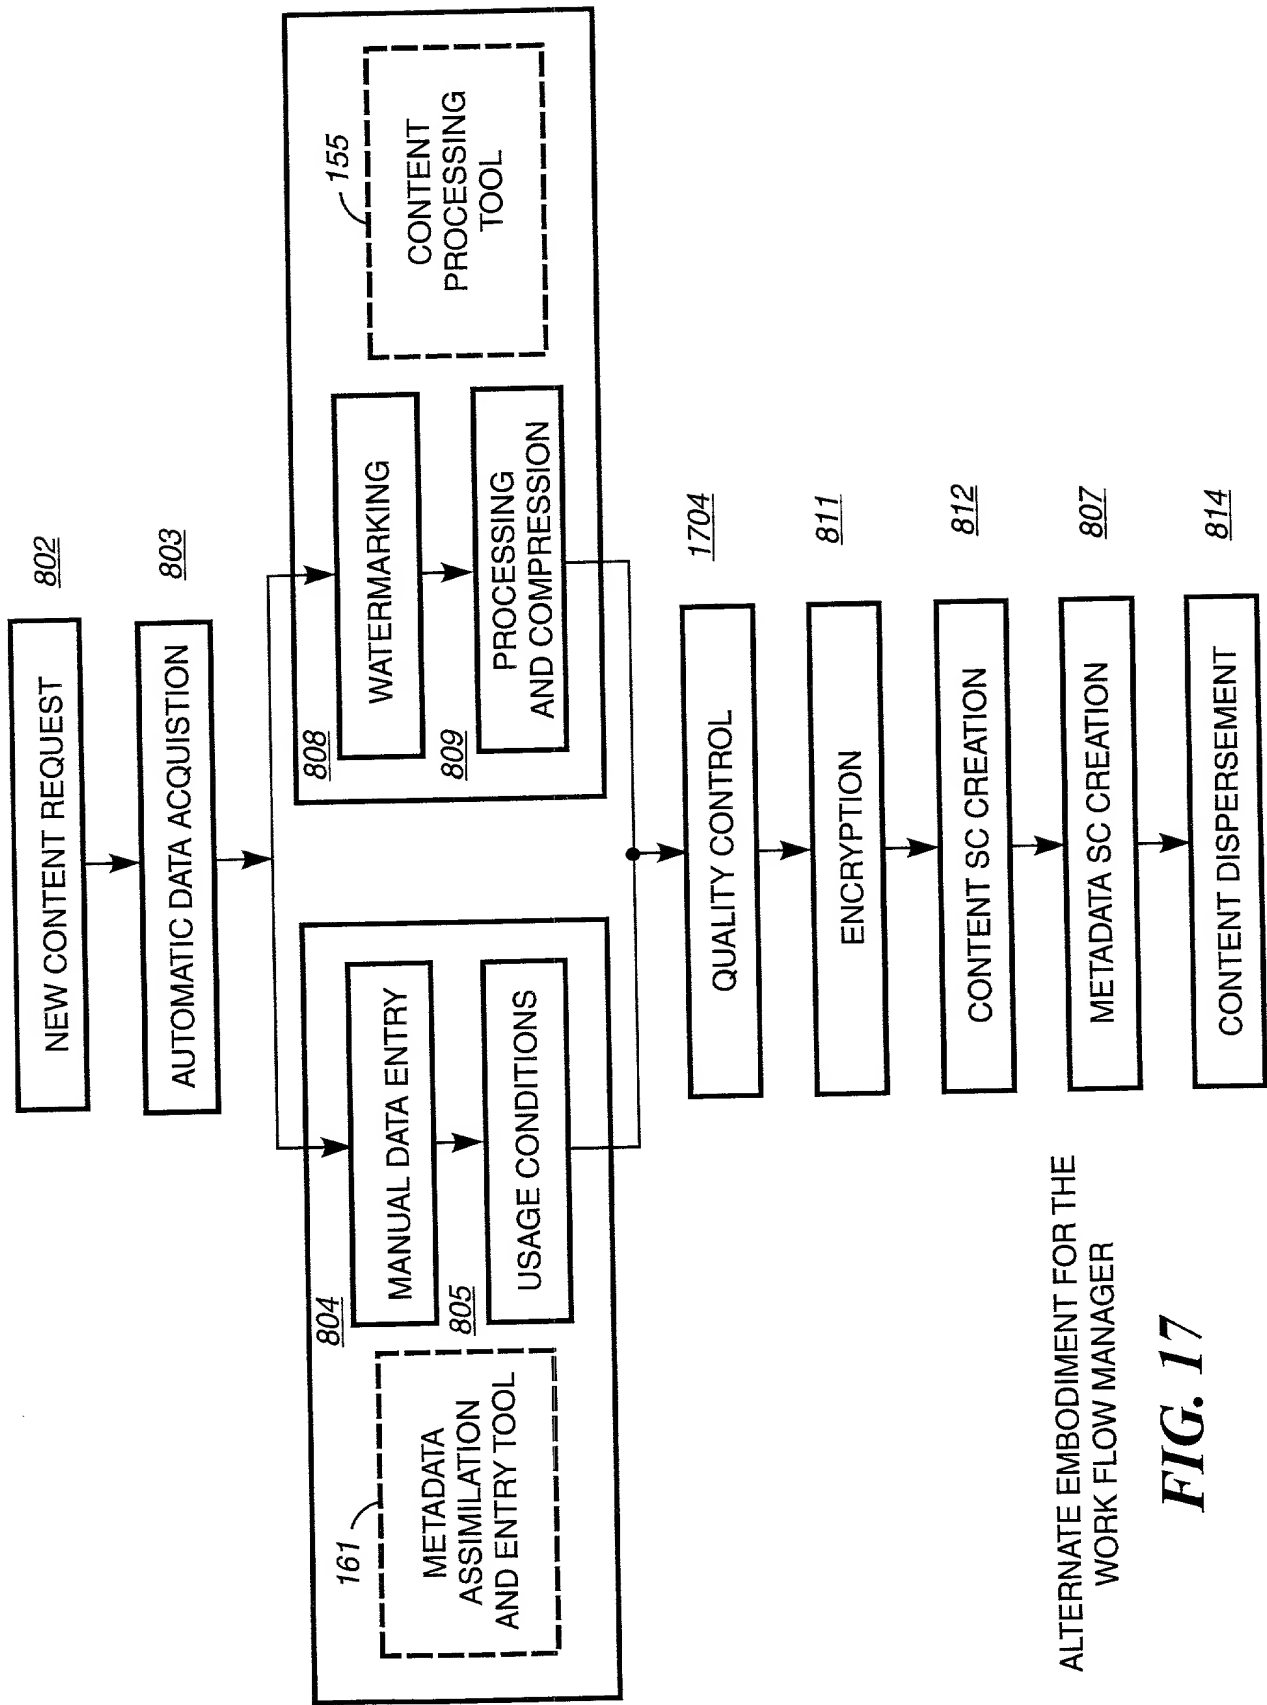 NEW CONTENT REQUEST
802
AUTOMATIC DATA ACQUISTION
803
161
METADATA
ASSIMILATION
AND ENTRY TOOL
804
MANUAL DATA ENTRY
805
USAGE CONDITIONS
808
WATERMARKING
809
PROCESSING
AND COMPRESSION
155
CONTENT
PROCESSING
TOOL
QUALITY CONTROL
1704
ENCRYPTION
811
CONTENT SC CREATION
812
METADATA SC CREATION
807
CONTENT DISPERSEMENT
814
ALTERNATE EMBODIMENT FOR THE
WORK FLOW MANAGER
FIG. 17